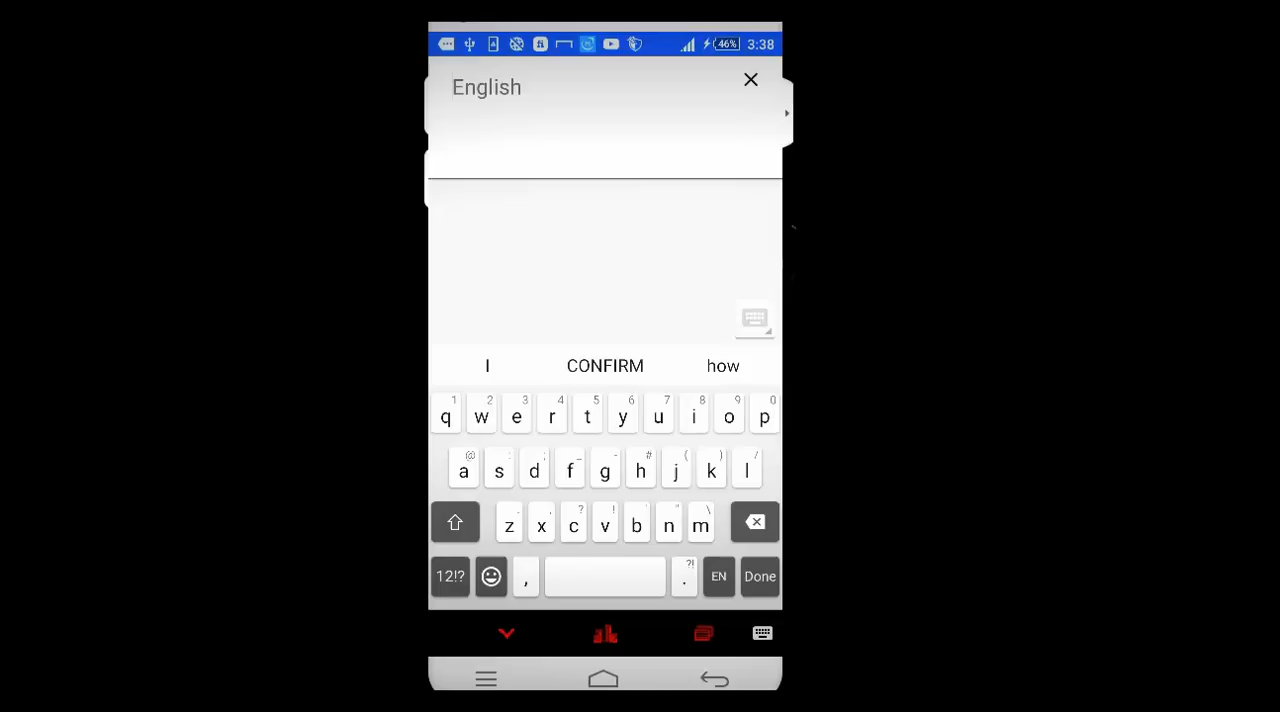 46% 3:38
English
I CONFIRM how
1 2 3 4 5 6 7 8 9 0
q w e r t y u i o p
@ : ; _ - # ( ) /
a s d f g h j k l
? ! ' " \
z x c v b n m
?!
12!? , . EN Done